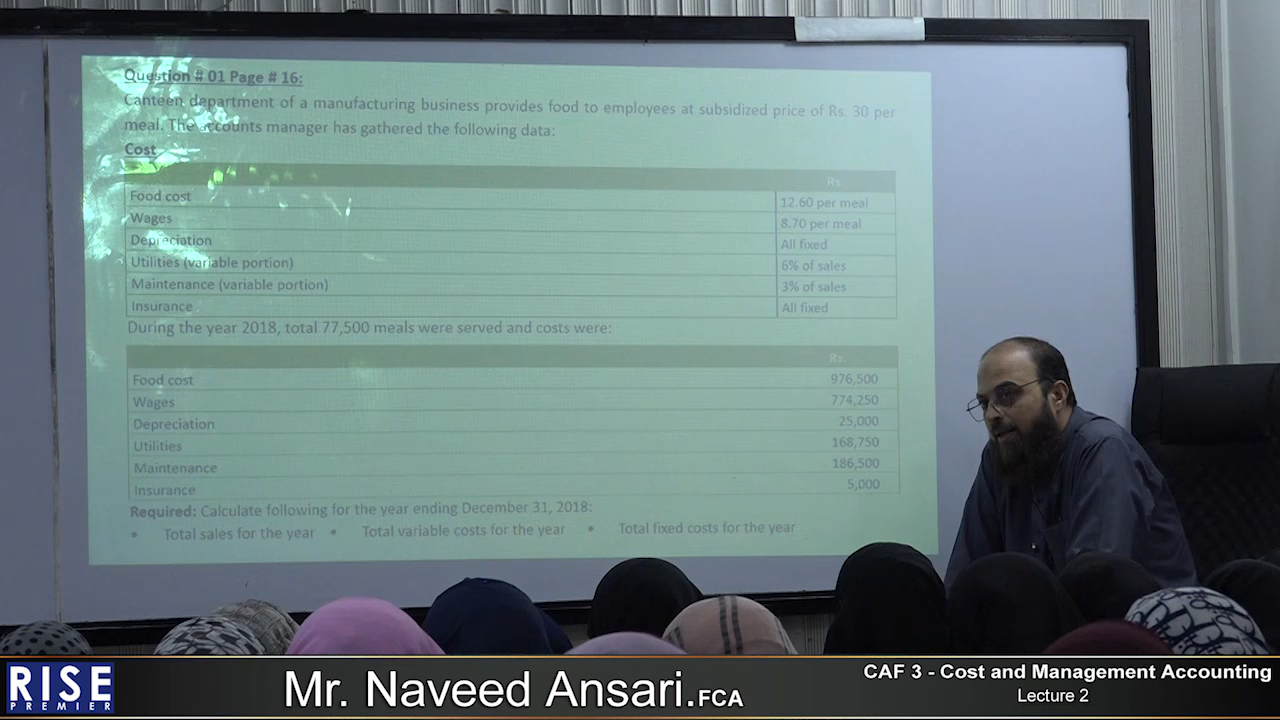 Question # 01 Page # 16:
Canteen department of a manufacturing business provides food to employees at subsidized price of Rs. 30 per
meal. The accounts manager has gathered the following data:
Cost
Rs.
Food cost 12.60 per meal
Wages 8.70 per meal
Depreciation All fixed
Utilities (variable portion) 6% of sales
Maintenance (variable portion) 3% of sales
Insurance All fixed
During the year 2018, total 77,500 meals were served and costs were:
Rs.
Food cost 976,500
Wages 774,250
Depreciation 25,000
Utilities 168,750
Maintenance 186,500
Insurance 5,000
Required: Calculate following for the year ending December 31, 2018:
• Total sales for the year • Total variable costs for the year • Total fixed costs for the year
RISE
PREMIER
Mr. Naveed Ansari.FCA
CAF 3 - Cost and Management Accounting
Lecture 2